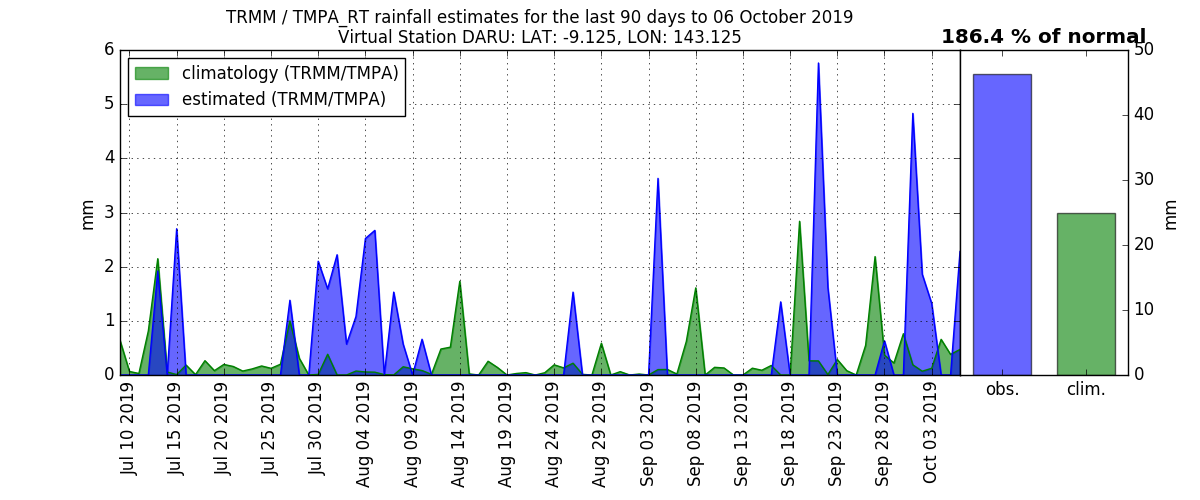 TRMM / TMPA_RT rainfall estimates for the last 90 days to 06 October 2019
Virtual Station DARU: LAT: -9.125, LON: 143.125
186.4 % of normal
climatology (TRMM/TMPA)
estimated (TRMM/TMPA)
6
5
4
3
2
1
0
mm
50
40
30
20
10
0
mm
Jul 10 2019
Jul 15 2019
Jul 20 2019
Jul 25 2019
Jul 30 2019
Aug 04 2019
Aug 09 2019
Aug 14 2019
Aug 19 2019
Aug 24 2019
Aug 29 2019
Sep 03 2019
Sep 08 2019
Sep 13 2019
Sep 18 2019
Sep 23 2019
Sep 28 2019
Oct 03 2019
obs.
clim.